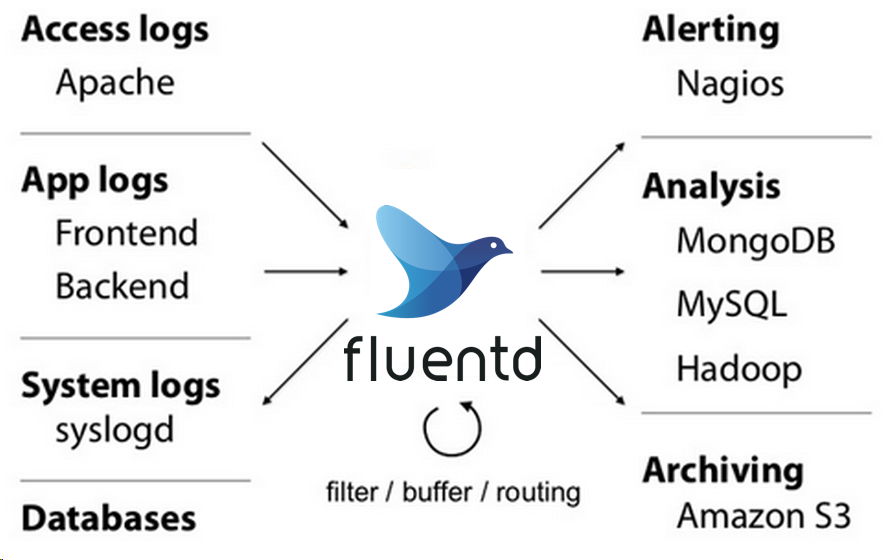 Access logs
Apache
App logs
Frontend
Backend
System logs
syslogd
Databases
fluentd
filter / buffer / routing
Alerting
Nagios
Analysis
MongoDB
MySQL
Hadoop
Archiving
Amazon S3